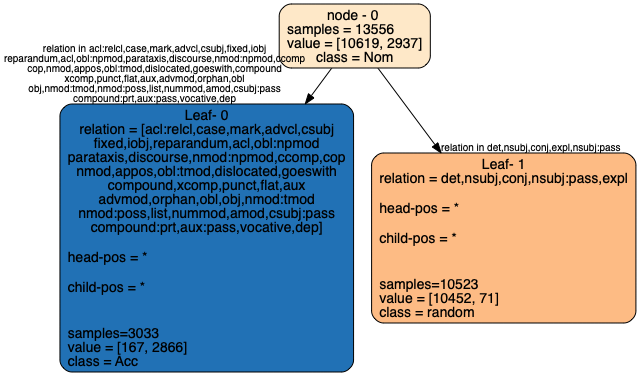 node - 0
samples = 13556
value = [10619, 2937]
class = Nom
relation in acl:relcl,case,mark,advcl,csubj,fixed,iobj
reparandum,acl,obl:npmod,parataxis,discourse,nmod:npmod,ccomp
cop,nmod,appos,obl:tmod,dislocated,goeswith,compound
xcomp,punct,flat,aux,advmod,orphan,obl
obj,nmod:tmod,nmod:poss,list,nummod,amod,csubj:pass
compound:prt,aux:pass,vocative,dep
relation in det,nsubj,conj,expl,nsubj:pass
Leaf- 0
relation = [acl:relcl,case,mark,advcl,csubj
fixed,iobj,reparandum,acl,obl:npmod
parataxis,discourse,nmod:npmod,ccomp,cop
nmod,appos,obl:tmod,dislocated,goeswith
compound,xcomp,punct,flat,aux
advmod,orphan,obl,obj,nmod:tmod
nmod:poss,list,nummod,amod,csubj:pass
compound:prt,aux:pass,vocative,dep]
head-pos = *
child-pos = *
samples=3033
value = [167, 2866]
class = Acc
Leaf- 1
relation = det,nsubj,conj,nsubj:pass,expl
head-pos = *
child-pos = *
samples=10523
value = [10452, 71]
class = random